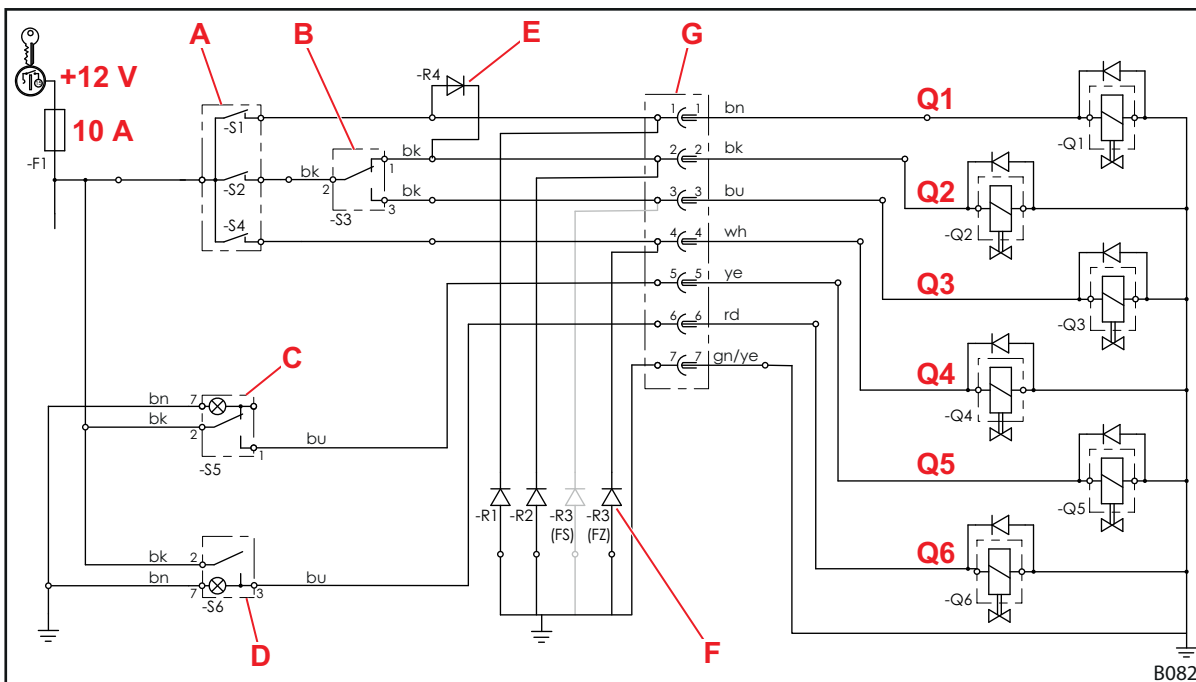 A
B
E
G
+12 V
10 A
-F1
-S1
-S2
-S4
bk
bk
bk
2
1
3
-S3
-R4
1 1
bn
2 2
bk
3 3
bu
4 4
wh
5 5
ye
6 6
rd
7 7
gn/ye
Q1
-Q1
Q2
-Q2
Q3
-Q3
Q4
-Q4
Q5
-Q5
Q6
-Q6
C
bn
7
bk
2
1
bu
-S5
bk
2
bn
7
3
bu
-S6
D
-R1
-R2
-R3
(FS)
-R3
(FZ)
F
B082